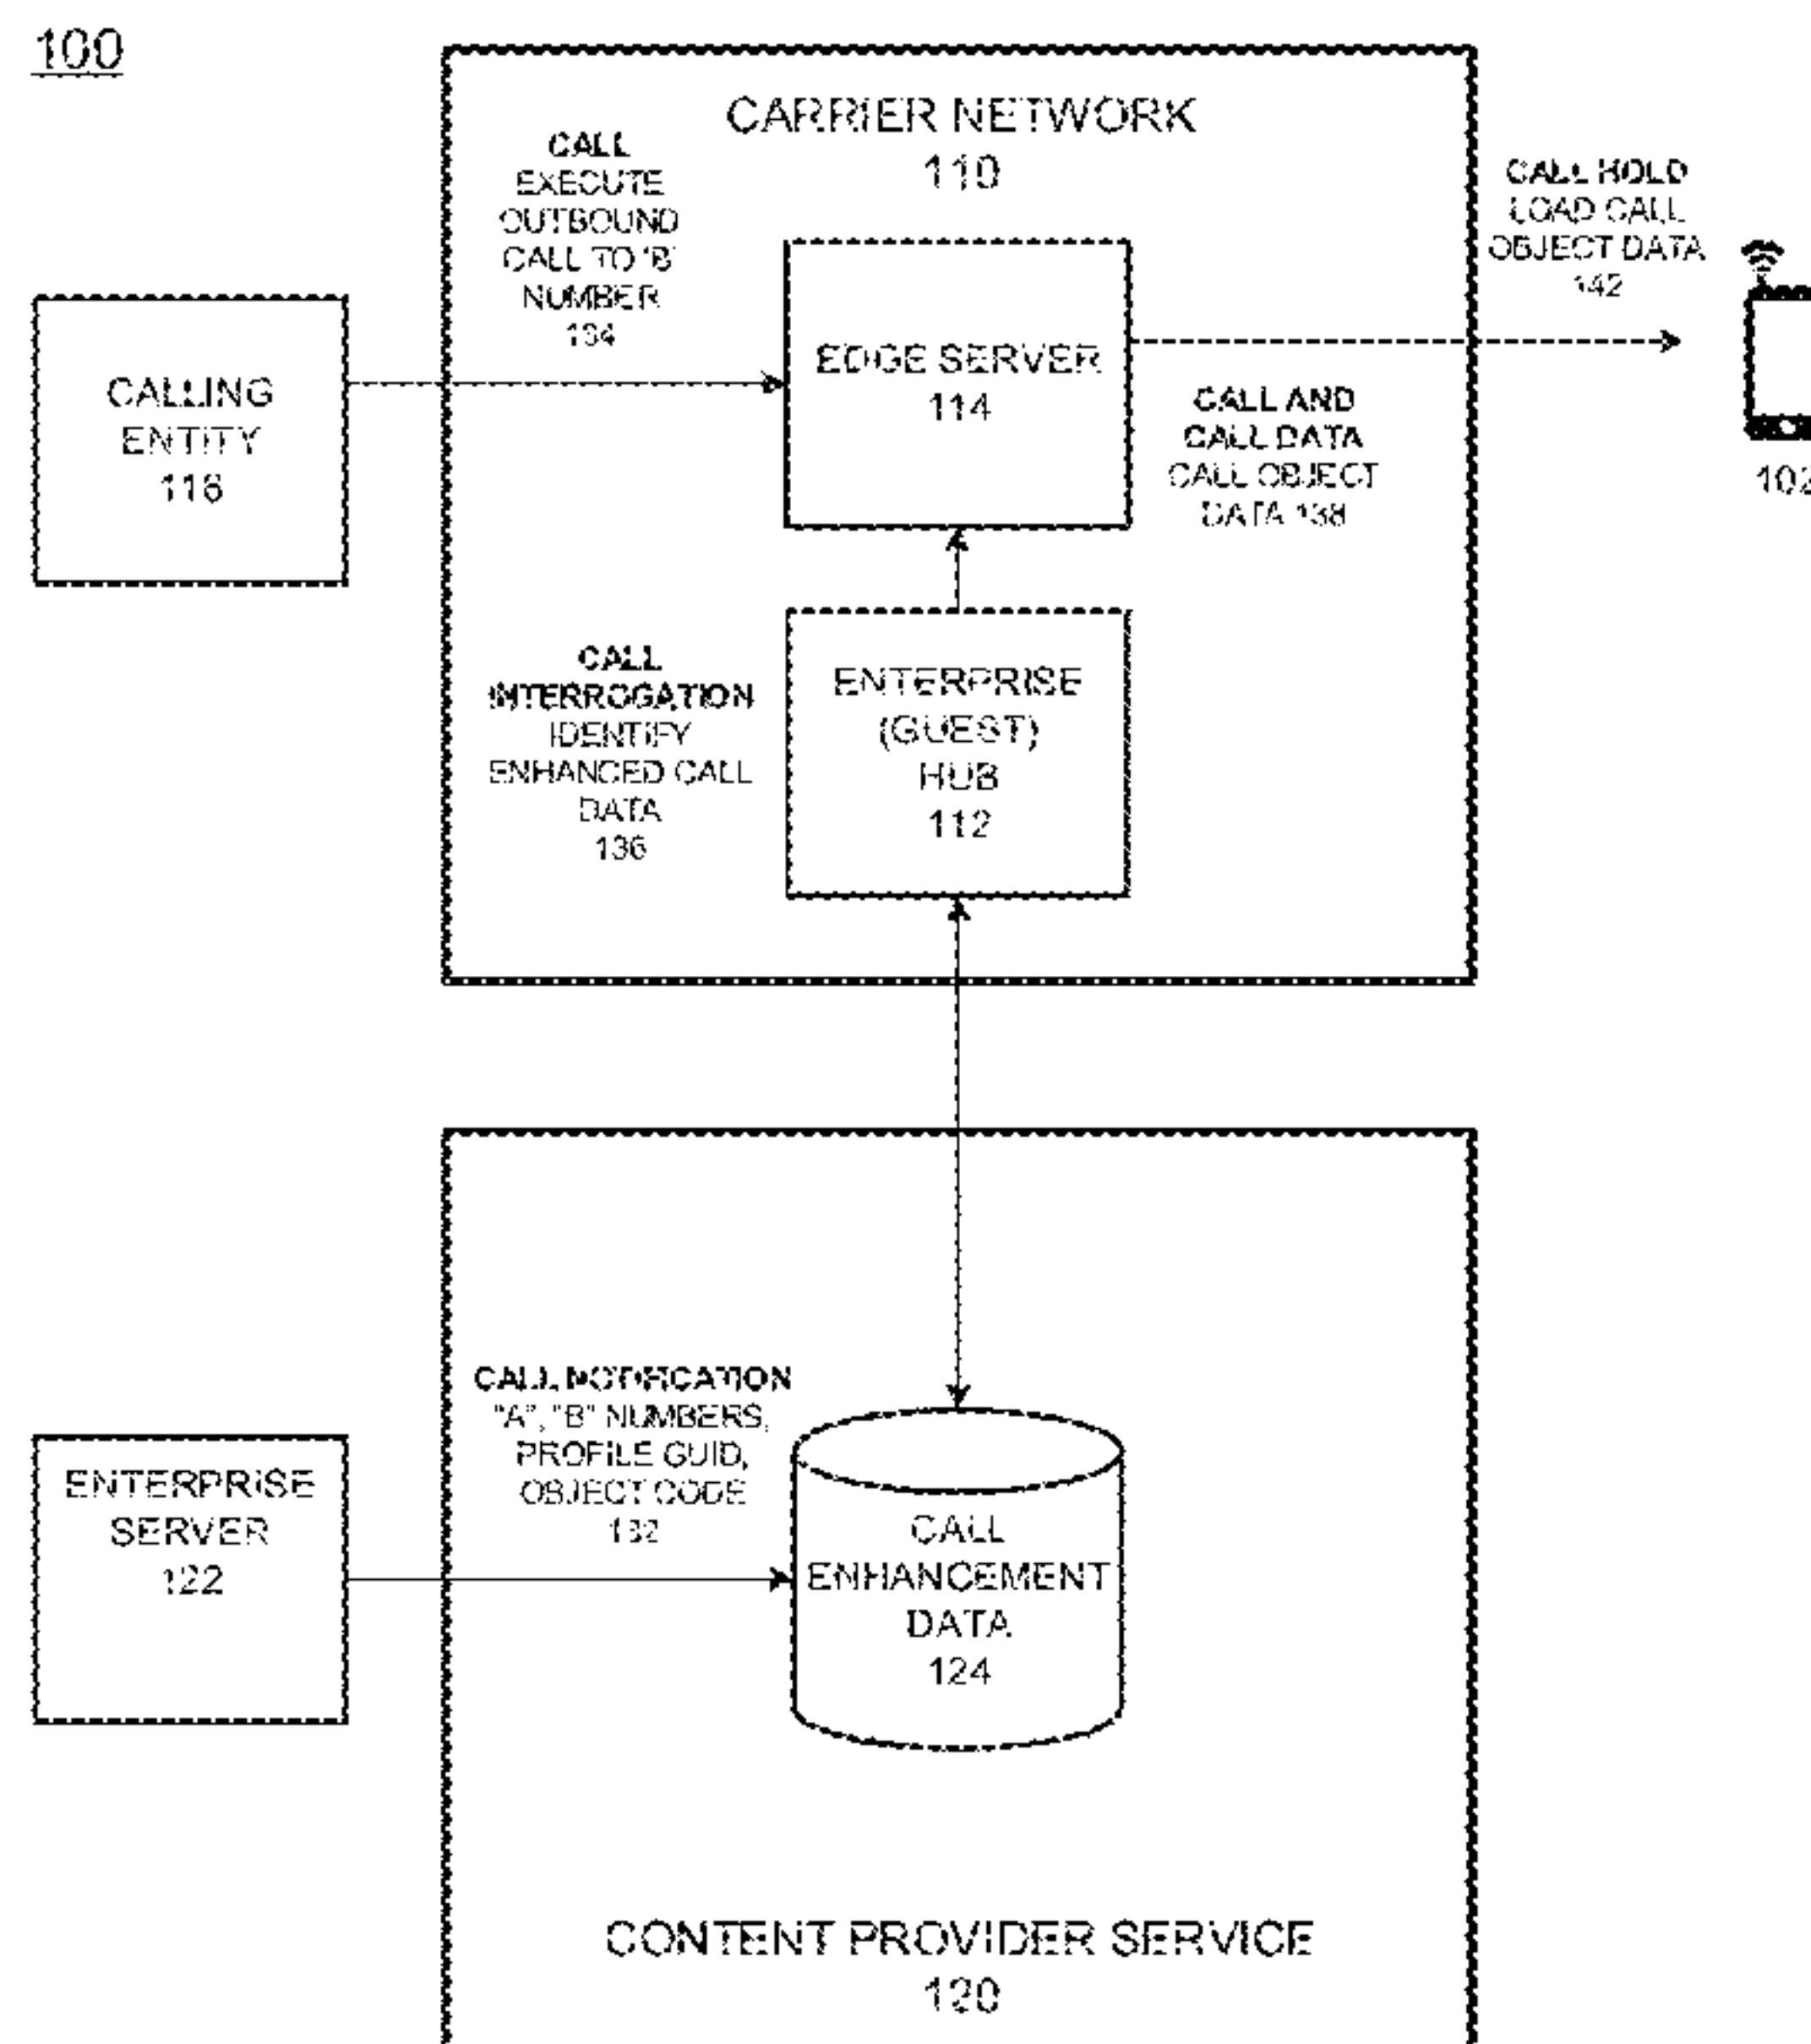 100
CARRIER NETWORK
110
CALL
EXECUTE
OUTBOUND
CALL TO 'B'
NUMBER
134
CALL HOLD
LOAD CALL
OBJECT DATA
142
102
CALLING
ENTITY
116
EDGE SERVER
114
CALL AND
CALL DATA
CALL OBJECT
DATA 138
CALL
INTERROGATION
IDENTIFY
ENHANCED CALL
DATA
136
ENTERPRISE
(GUEST)
HUB
112
CALL NOTIFICATION
"A", "B" NUMBERS,
PROFILE GUID,
OBJECT CODE
132
ENTERPRISE
SERVER
122
CALL
ENHANCEMENT
DATA
124
CONTENT PROVIDER SERVICE
120